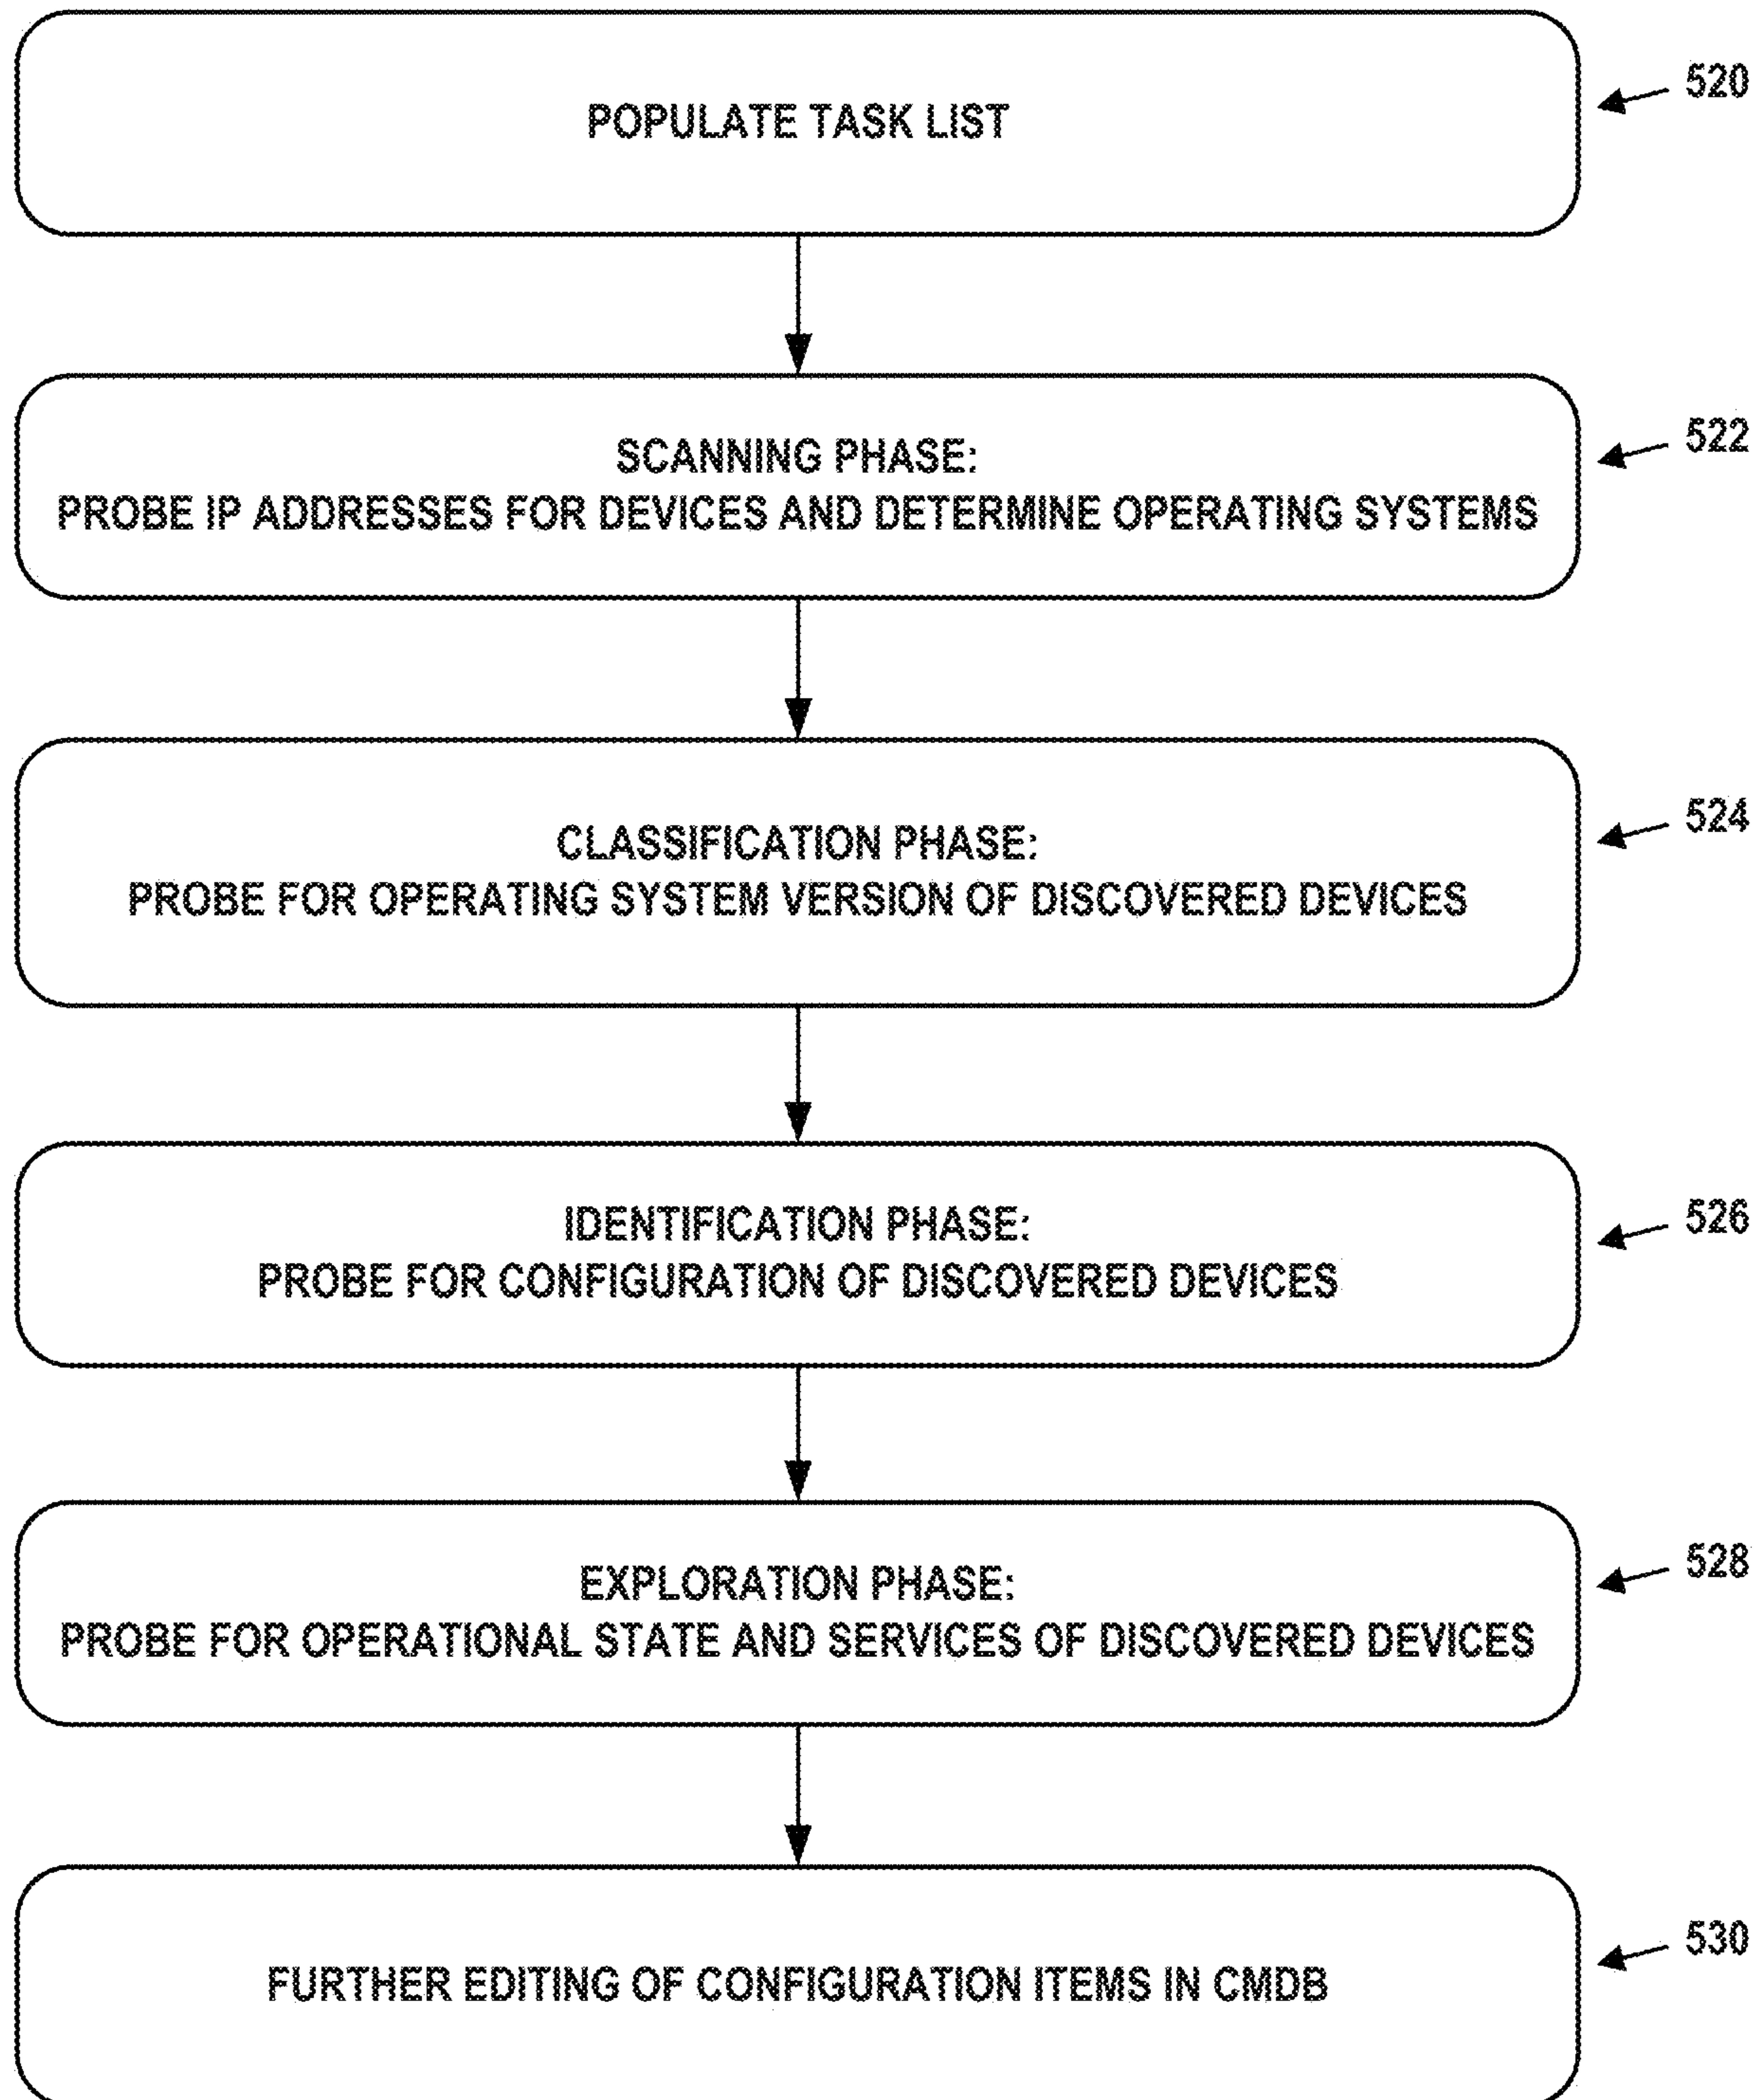 POPULATE TASK LIST
520
SCANNING PHASE:
PROBE IP ADDRESSES FOR DEVICES AND DETERMINE OPERATING SYSTEMS
522
CLASSIFICATION PHASE:
PROBE FOR OPERATING SYSTEM VERSION OF DISCOVERED DEVICES
524
IDENTIFICATION PHASE:
PROBE FOR CONFIGURATION OF DISCOVERED DEVICES
526
EXPLORATION PHASE:
PROBE FOR OPERATIONAL STATE AND SERVICES OF DISCOVERED DEVICES
528
FURTHER EDITING OF CONFIGURATION ITEMS IN CMDB
530